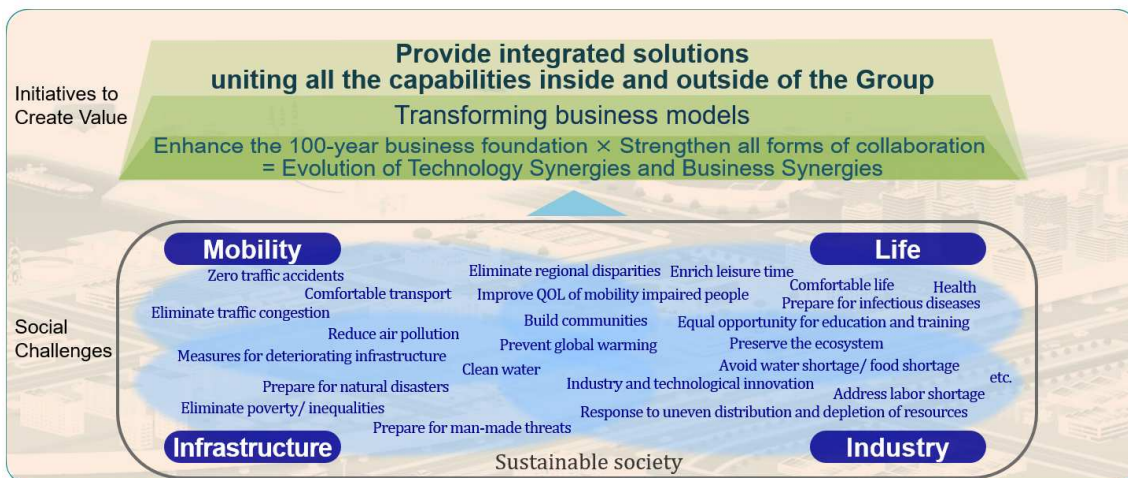 Provide integrated solutions
uniting all the capabilities inside and outside of the Group
Initiatives to
Create Value
Transforming business models
Enhance the 100-year business foundation × Strengthen all forms of collaboration
= Evolution of Technology Synergies and Business Synergies
Social
Challenges
Mobility
Life
Zero traffic accidents
Eliminate regional disparities
Enrich leisure time
Comfortable life
Health
Comfortable transport
Improve QOL of mobility impaired people
Prepare for infectious diseases
Eliminate traffic congestion
Build communities
Equal opportunity for education and training
Reduce air pollution
Prevent global warming
Preserve the ecosystem
Measures for deteriorating infrastructure
Clean water
Avoid water shortage/ food shortage
Prepare for natural disasters
Industry and technological innovation
etc.
Address labor shortage
Eliminate poverty/ inequalities
Response to uneven distribution and depletion of resources
Prepare for man-made threats
Infrastructure
Industry
Sustainable society